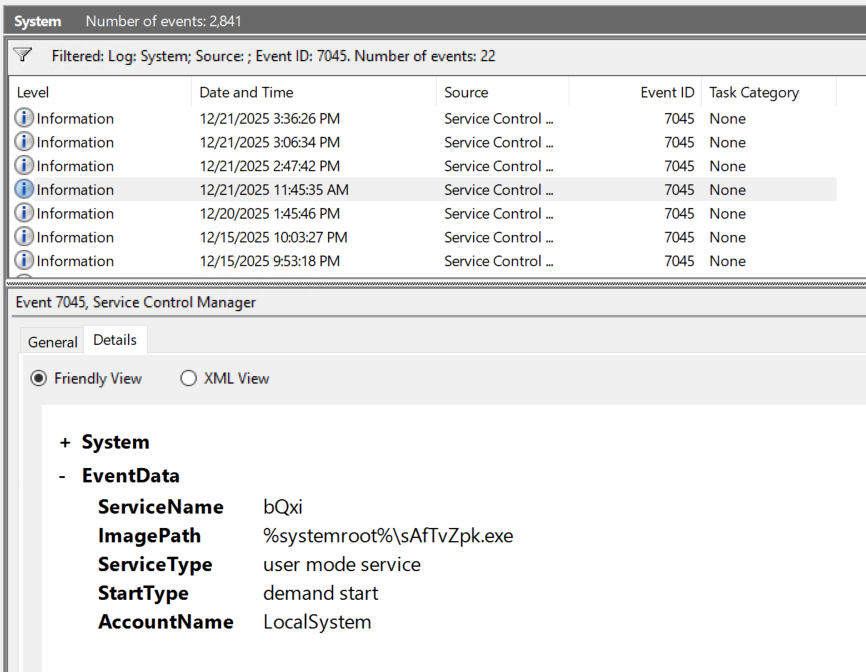 System Number of events: 2,841
Filtered: Log: System; Source: ; Event ID: 7045. Number of events: 22
Level Date and Time Source Event ID Task Category
Information 12/21/2025 3:36:26 PM Service Control ... 7045 None
Information 12/21/2025 3:06:34 PM Service Control ... 7045 None
Information 12/21/2025 2:47:42 PM Service Control ... 7045 None
Information 12/21/2025 11:45:35 AM Service Control ... 7045 None
Information 12/20/2025 1:45:46 PM Service Control ... 7045 None
Information 12/15/2025 10:03:27 PM Service Control ... 7045 None
Information 12/15/2025 9:53:18 PM Service Control ... 7045 None
Event 7045, Service Control Manager
General Details
Friendly View XML View
+ System
- EventData
ServiceName bQxi
ImagePath %systemroot%\sAfTvZpk.exe
ServiceType user mode service
StartType demand start
AccountName LocalSystem